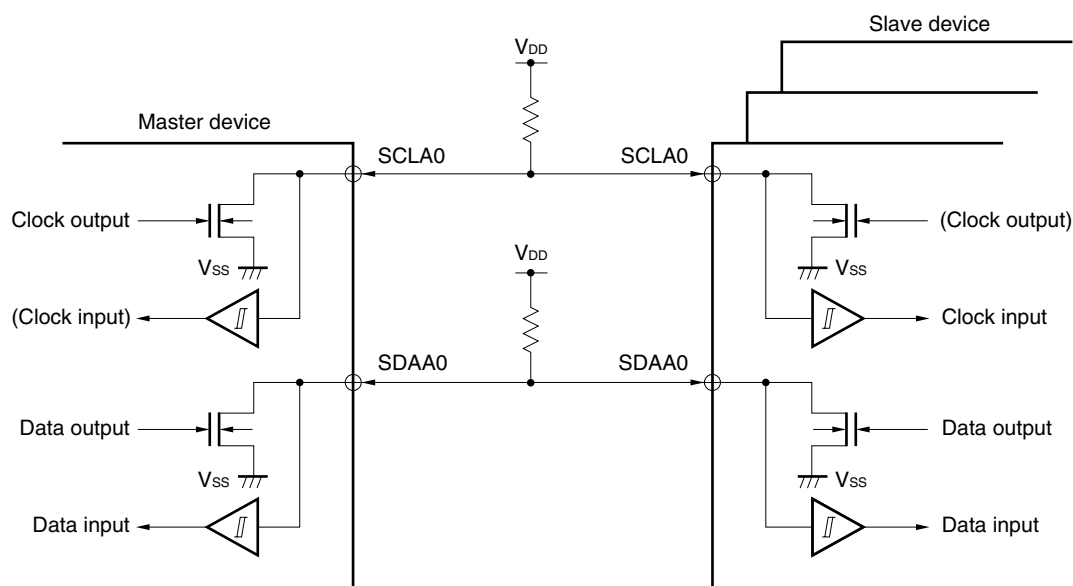 Slave device
VDD
Master device
SCLA0 SCLA0
Clock output (Clock output)
VSS VDD VSS
(Clock input) Clock input
SDAA0 SDAA0
Data output Data output
VSS VSS
Data input Data input